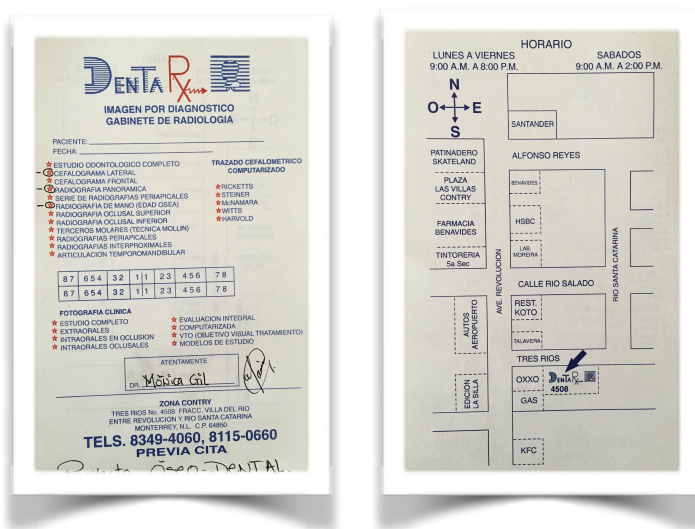 DENTA Rx
IMAGEN POR DIAGNOSTICO
GABINETE DE RADIOLOGIA
PACIENTE:
FECHA:
ESTUDIO ODONTOLOGICO COMPLETO
CEFALOGRAMA LATERAL
CEFALOGRAMA FRONTAL
RADIOGRAFIA PANORAMICA
SERIE DE RADIOGRAFIAS PERIAPICALES
RADIOGRAFIA DE MANO (EDAD OSEA)
RADIOGRAFIA OCLUSAL SUPERIOR
RADIOGRAFIA OCLUSAL INFERIOR
TERCEROS MOLARES (TECNICA MOLLIN)
RADIOGRAFIAS PERIAPICALES
RADIOGRAFIAS INTERPROXIMALES
ARTICULACION TEMPOROMANDIBULAR
TRAZADO CEFALOMETRICO
COMPUTARIZADO
RICKETTS
STEINER
McNAMARA
WITTS
HARVOLD
87 654 32 1 1 23 456 78
87 654 32 1 1 23 456 78
FOTOGRAFIA CLINICA
ESTUDIO COMPLETO
EXTRAORALES
INTRAORALES EN OCLUSION
INTRAORALES OCLUSALES
EVALUACION INTEGRAL
COMPUTARIZADA
VTO (OBJETIVO VISUAL TRATAMIENTO)
MODELOS DE ESTUDIO
ATENTAMENTE
DR. Mónica Gil
ZONA CONTRY
TRES RIOS No. 4508 FRACC. VILLA DEL RIO
ENTRE REVOLUCION Y RIO SANTA CATARINA
MONTERREY, N.L. C.P. 64850
TELS. 8349-4060, 8115-0660
PREVIA CITA
ÓSEO-DENTAL.
HORARIO
LUNES A VIERNES
9:00 A.M. A 8:00 P.M.
SABADOS
9:00 A.M. A 2:00 P.M.
N
O E
S
SANTANDER
PATINADERO
SKATELAND
ALFONSO REYES
PLAZA
LAS VILLAS
CONTRY
BENAVIDES
HSBC
FARMACIA
BENAVIDES
LAB.
MOREIRA
TINTORERIA
5a Sec
AVE. REVOLUCION
RIO SANTA CATARINA
CALLE RIO SALADO
REST.
KOTO
AUTOS
AEROPUERTO
TALAVERA
TRES RIOS
OXXO
DENTA Rx
4508
GAS
EDICION
LA SILLA
KFC